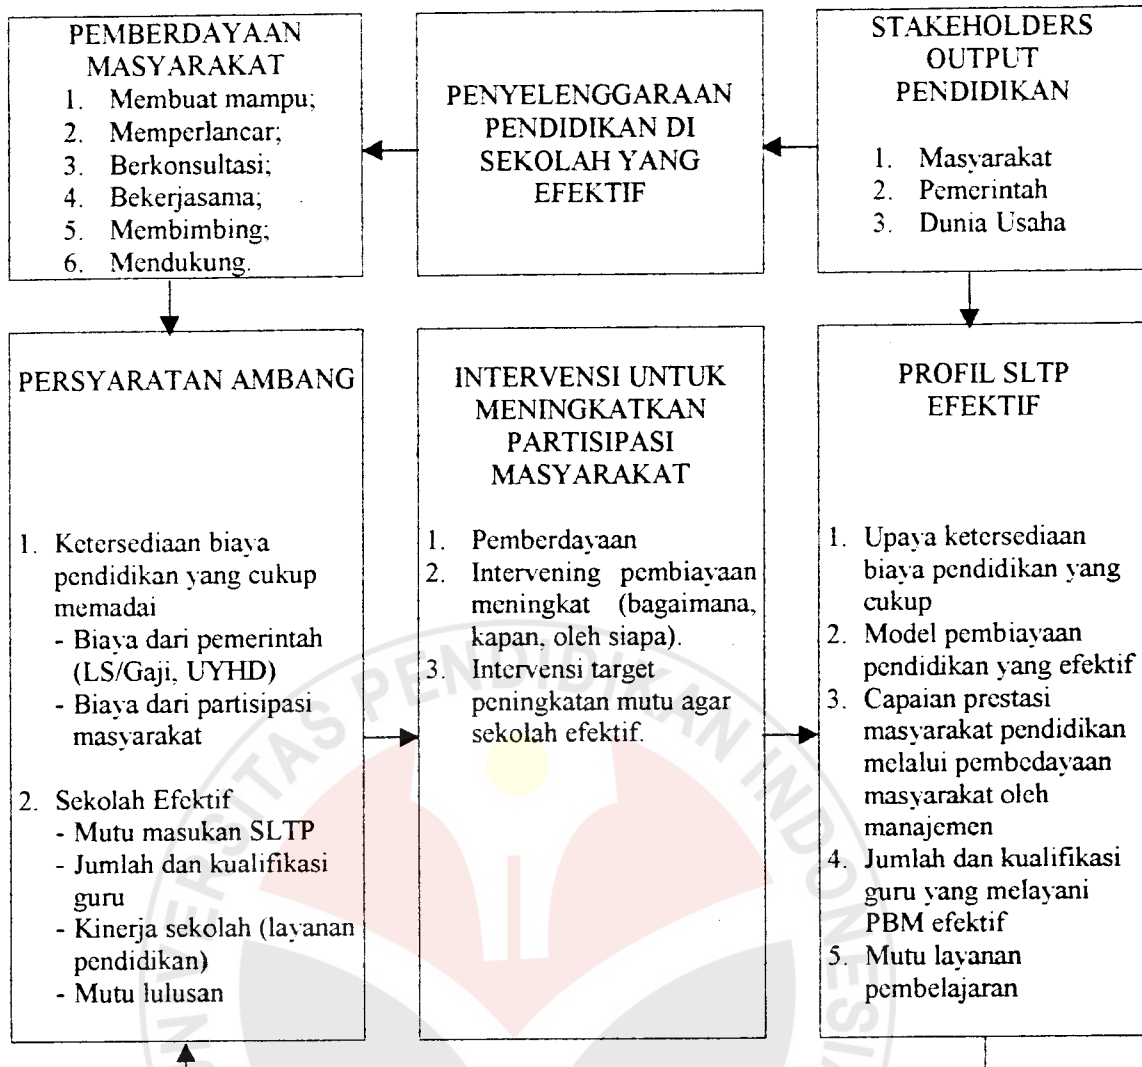 PEMBERDAYAAN
MASYARAKAT
1. Membuat mampu;
2. Memperlancar;
3. Berkonsultasi;
4. Bekerjasama;
5. Membimbing;
6. Mendukung.
PENYELENGGARAAN
PENDIDIKAN DI
SEKOLAH YANG
EFEKTIF
STAKEHOLDERS
OUTPUT
PENDIDIKAN
1. Masyarakat
2. Pemerintah
3. Dunia Usaha
PERSYARATAN AMBANG
1. Ketersediaan biaya
pendidikan yang cukup
memadai
- Biaya dari pemerintah
(LS/Gaji, UYHD)
- Biaya dari partisipasi
masyarakat
2. Sekolah Efektif
- Mutu masukan SLTP
- Jumlah dan kualifikasi
guru
- Kinerja sekolah (layanan
pendidikan)
- Mutu lulusan
INTERVENSI UNTUK
MENINGKATKAN
PARTISIPASI
MASYARAKAT
1. Pemberdayaan
2. Intervening pembiayaan
meningkat (bagaimana,
kapan, oleh siapa).
3. Intervensi target
peningkatan mutu agar
sekolah efektif.
PROFIL SLTP
EFEKTIF
1. Upaya ketersediaan
biaya pendidikan yang
cukup
2. Model pembiayaan
pendidikan yang efektif
3. Capaian prestasi
masyarakat pendidikan
melalui pembedayaan
masyarakat oleh
manajemen
4. Jumlah dan kualifikasi
guru yang melayani
PBM efektif
5. Mutu layanan
pembelajaran
PENDIDIKAN INDONESIA